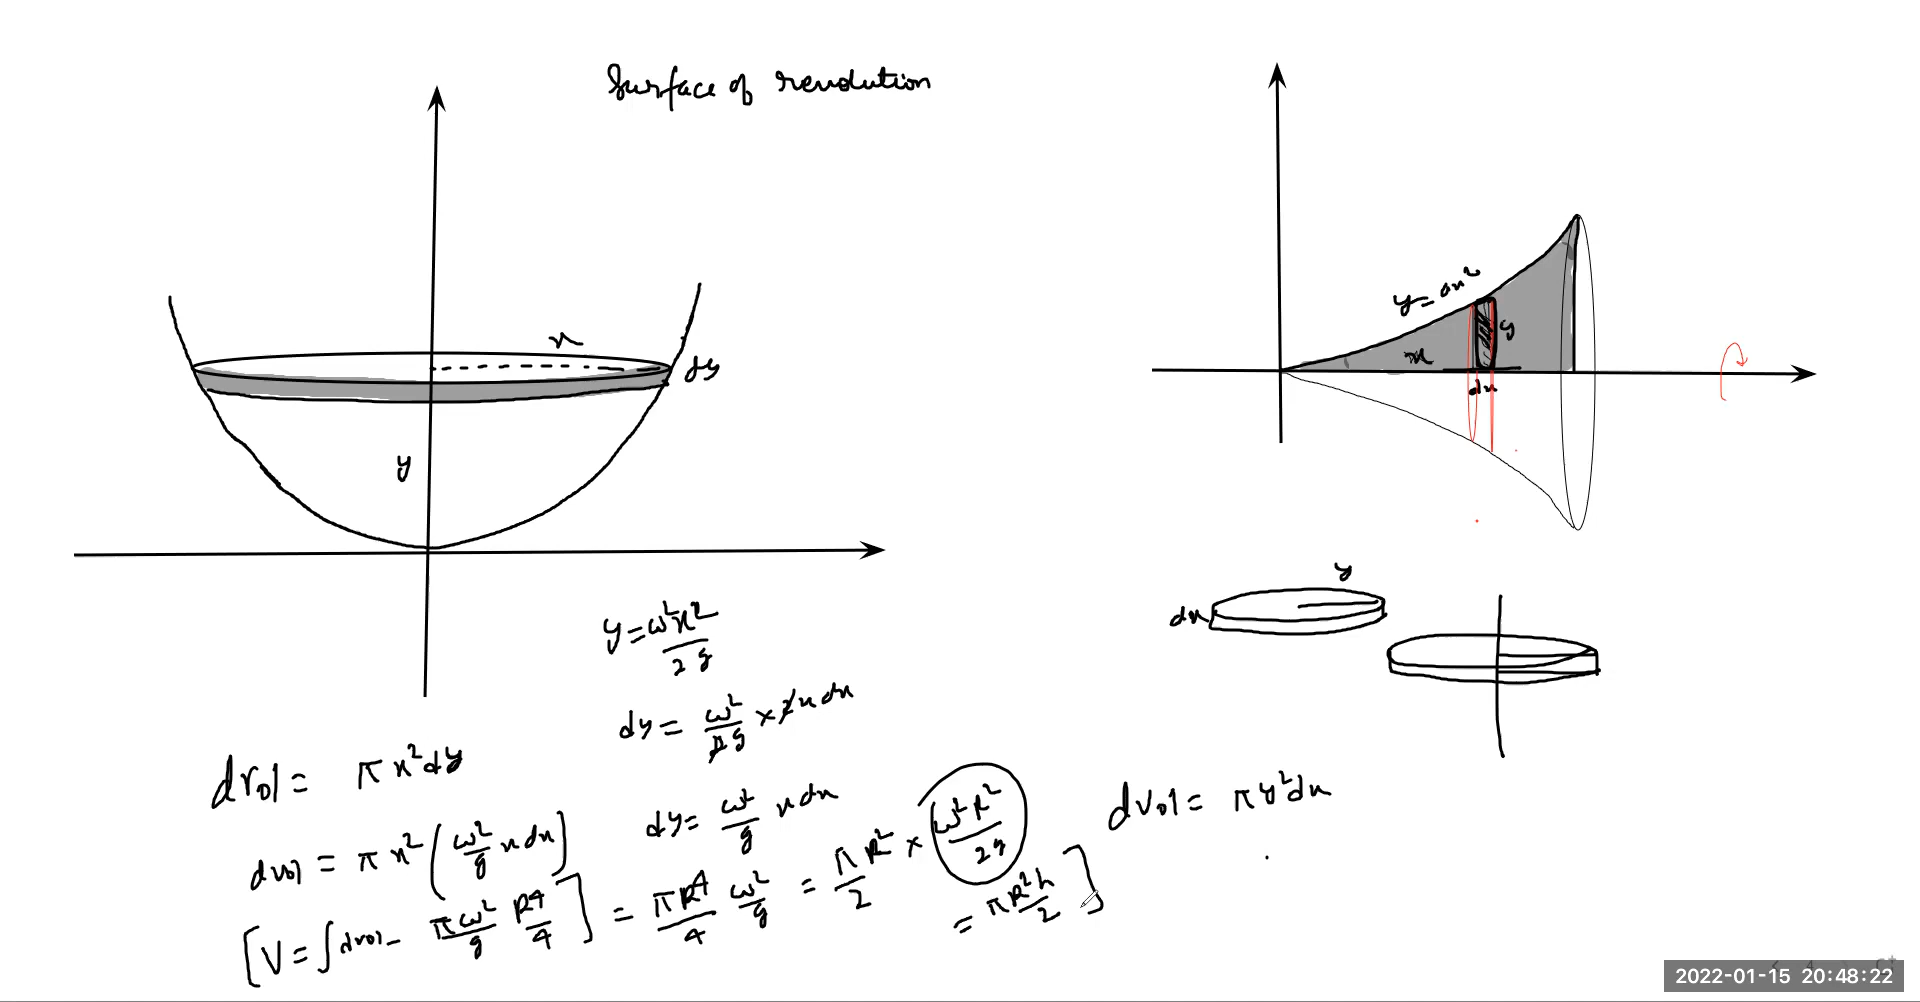 Surface of revolution
x
dy
y
y = ω²x²/2g
dy = ω²/2g × 2x dx
dy = ω²/g x dx
dvol = πx²dy
dvol = πx² (ω²/g x dx)
[V = ∫dvol - πω²/g R⁴/4] = πR⁴/4 ω²/g = πR²/2 × ω²R²/2g
= πR²h/2 ]
y = ax²
y
x
dx
y
dx
dvol = πy²dx
2022-01-15 20:48:22